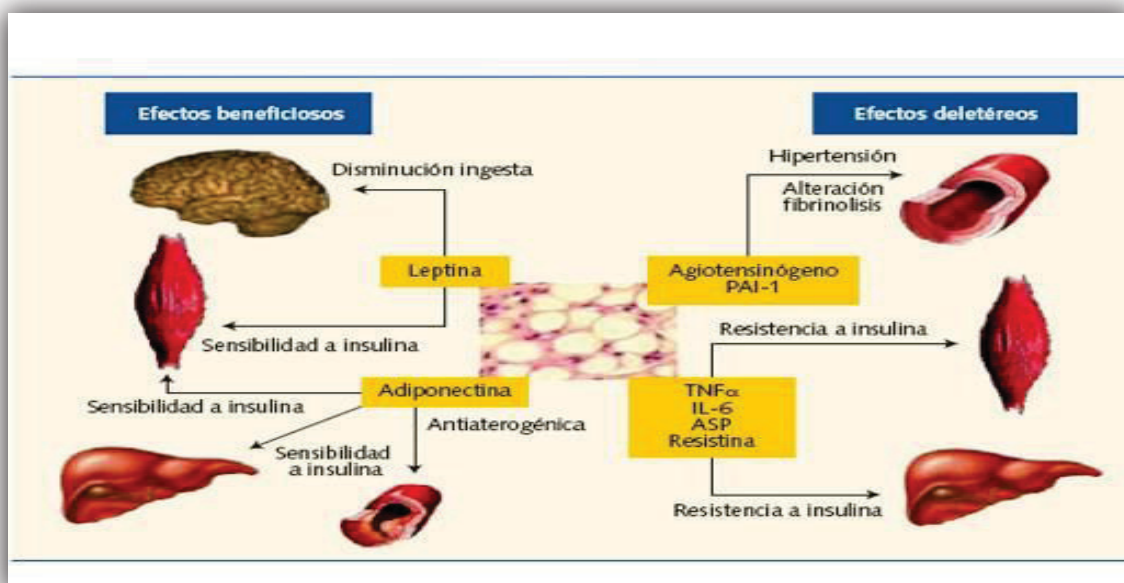 Efectos beneficiosos
Efectos deletéreos
Disminución ingesta
Leptina
Sensibilidad a insulina
Adiponectina
Sensibilidad a insulina
Antiaterogénica
Sensibilidad
a insulina
Hipertensión
Alteración
fibrinolisis
Agiotensinógeno
PAI-1
Resistencia a insulina
TNFα
IL-6
ASP
Resistina
Resistencia a insulina